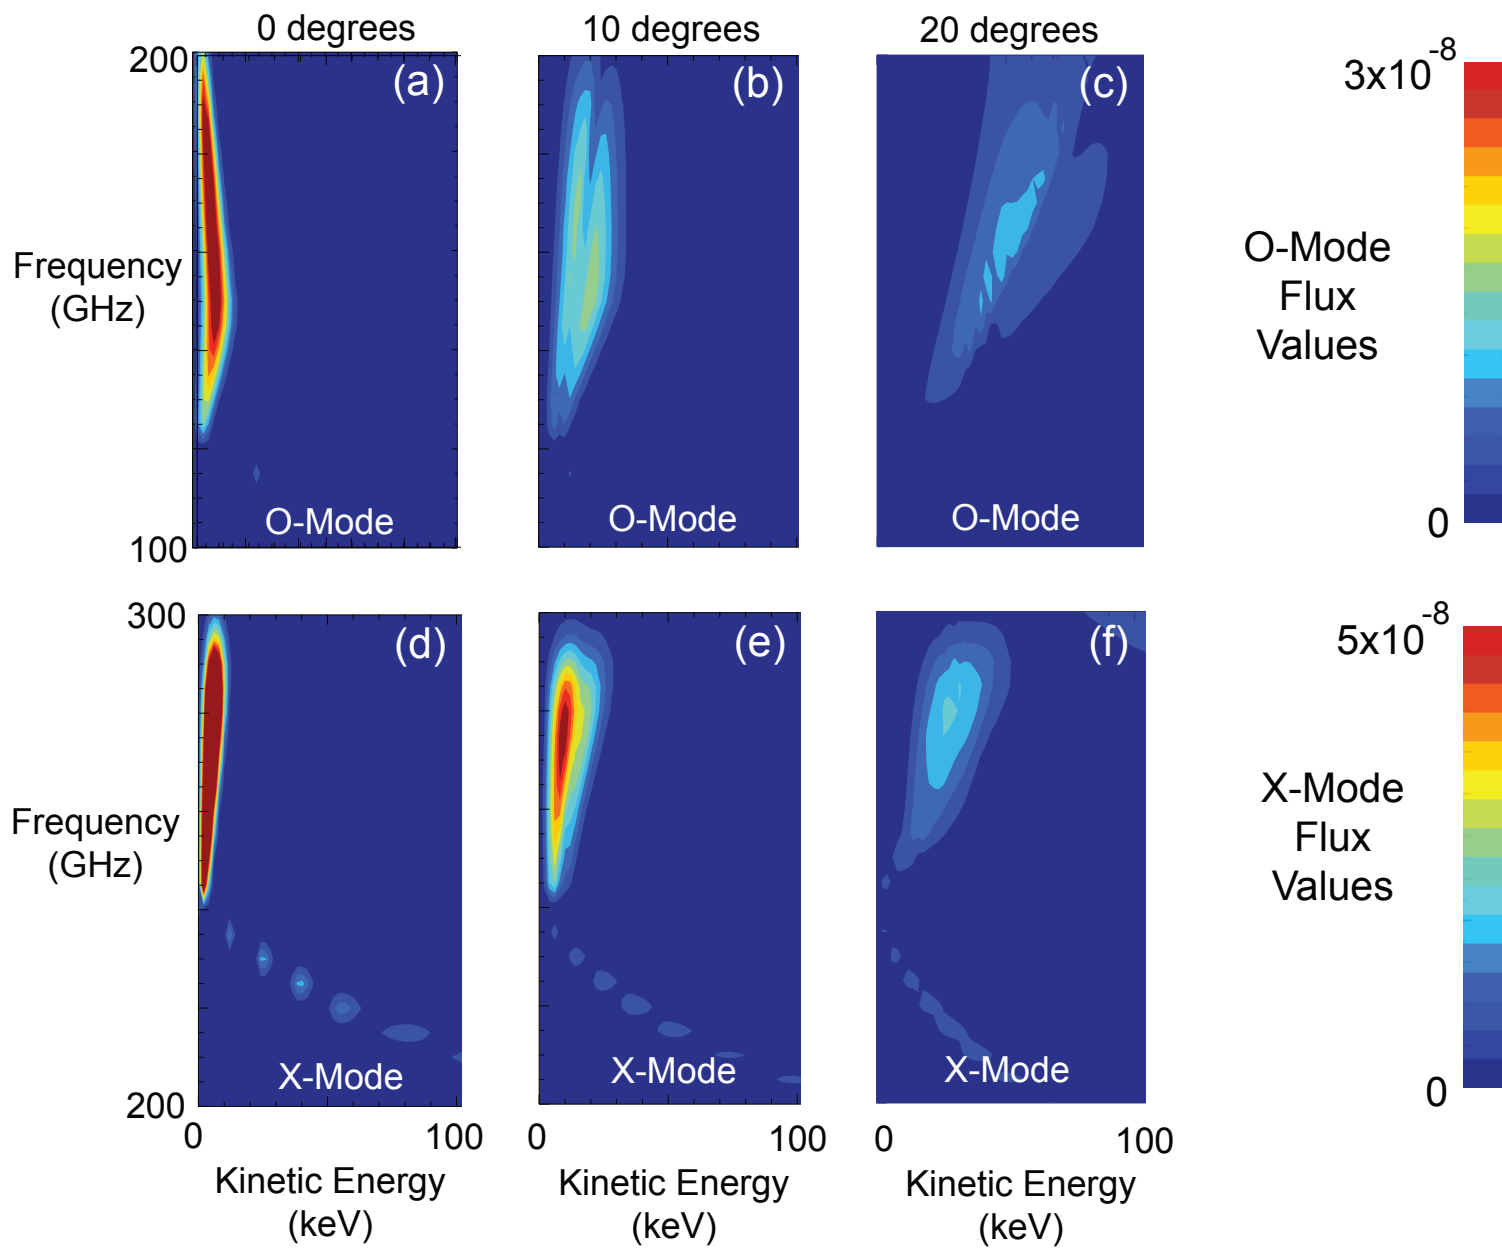 0 degrees
10 degrees
20 degrees
200
(a)
(b)
(c)
3x10-8
Frequency
(GHz)
O-Mode
Flux
Values
O-Mode
O-Mode
O-Mode
100
0
300
(d)
(e)
(f)
5x10-8
Frequency
(GHz)
X-Mode
Flux
Values
X-Mode
X-Mode
X-Mode
200
0
0
100
0
100
0
100
Kinetic Energy
(keV)
Kinetic Energy
(keV)
Kinetic Energy
(keV)